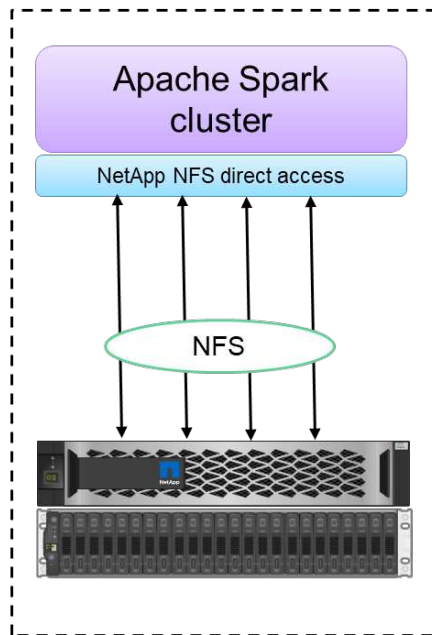 Apache Spark
cluster
NetApp NFS direct access
NFS
NetApp